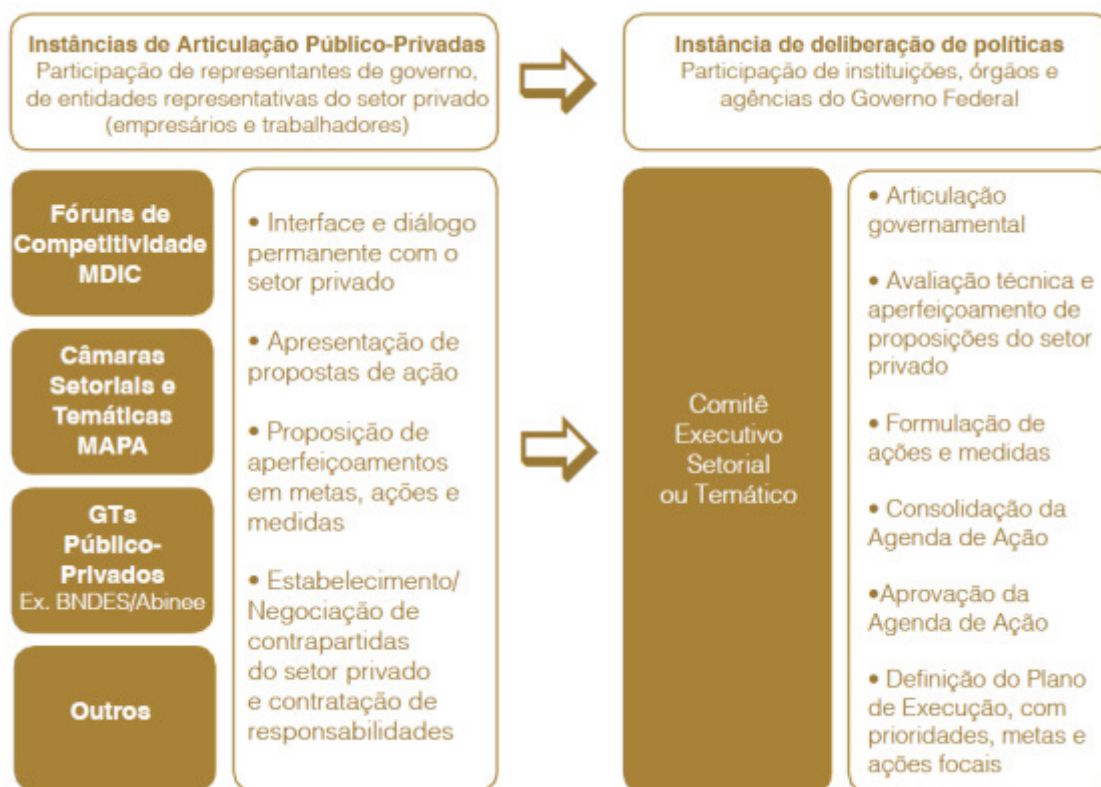 Instâncias de Articulação Público-Privadas
Participação de representantes de governo,
de entidades representativas do setor privado
(empresários e trabalhadores)
Instância de deliberação de políticas
Participação de instituições, órgãos e
agências do Governo Federal
Fóruns de
Competitividade
MDIC
Câmaras
Setoriais e
Temáticas
MAPA
GTs
Público-
Privados
Ex. BNDES/Abinee
Outros
• Interface e diálogo
permanente com o
setor privado
• Apresentação de
propostas de ação
• Proposição de
aperfeiçoamentos
em metas, ações e
medidas
• Estabelecimento/
Negociação de
contrapartidas
do setor privado
e contratação de
responsabilidades
Comitê
Executivo
Setorial
ou Temático
• Articulação
governamental
• Avaliação técnica e
aperfeiçoamento de
proposições do setor
privado
• Formulação de
ações e medidas
• Consolidação da
Agenda de Ação
•Aprovação da
Agenda de Ação
• Definição do Plano
de Execução, com
prioridades, metas e
ações focais